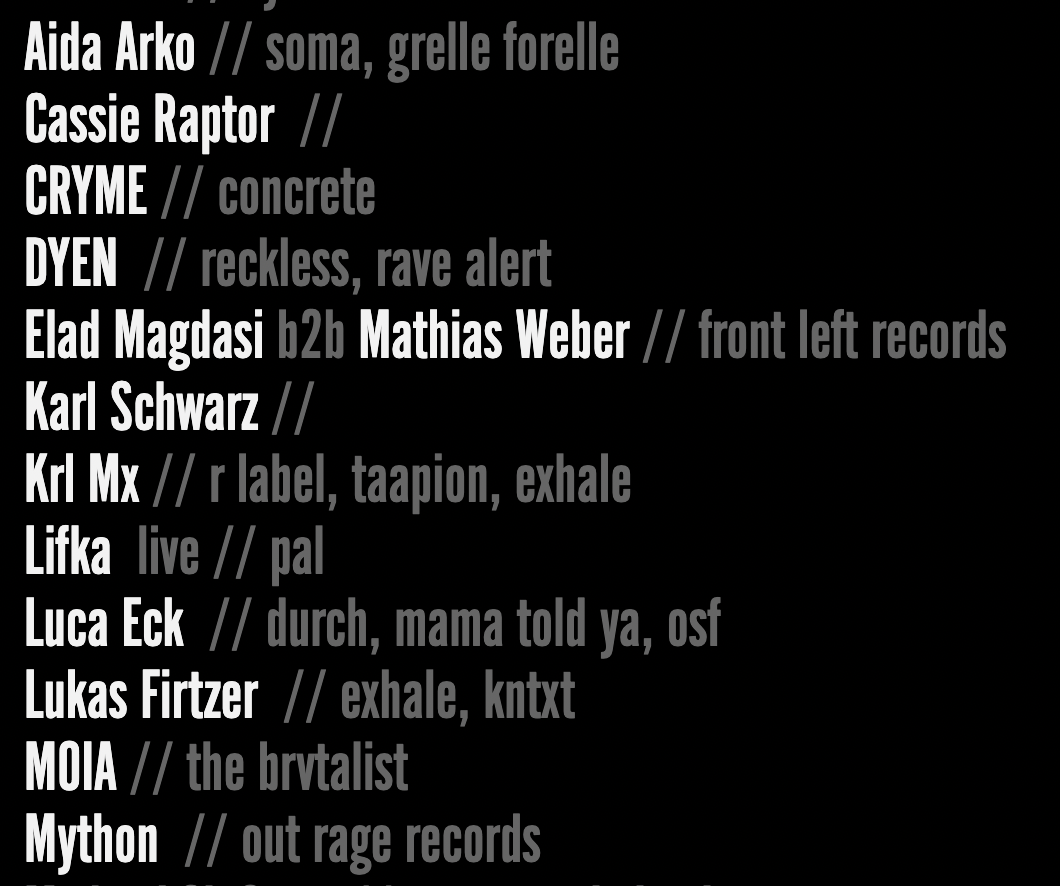 Aida Arko // soma, grelle forelle
Cassie Raptor //
CRYME // concrete
DYEN // reckless, rave alert
Elad Magdasi b2b Mathias Weber // front left records
Karl Schwarz //
Krl Mx // r label, taapion, exhale
Lifka live // pal
Luca Eck // durch, mama told ya, osf
Lukas Firtzer // exhale, kntxt
MOIA // the brvtalist
Mython // out rage records